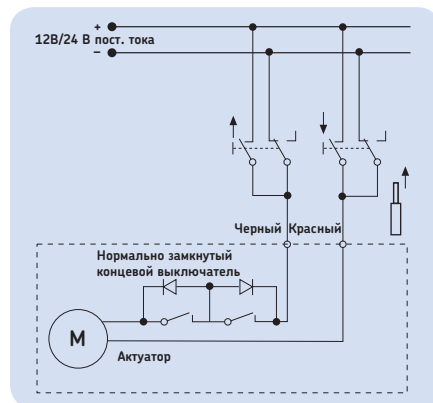 +
12В/24 В пост. тока
–
Черный Красный
Нормально замкнутый
концевой выключатель
М
Актуатор